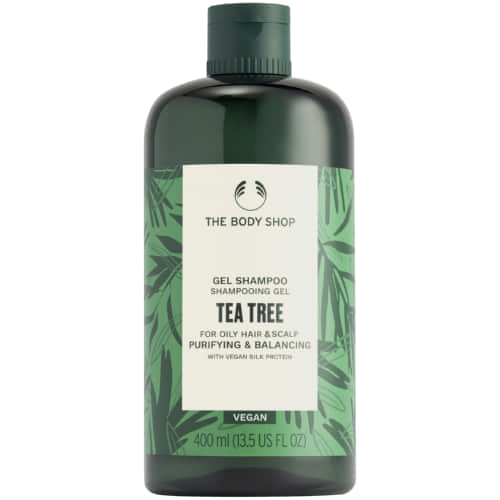 THE BODY SHOP
GEL SHAMPOO
SHAMPOOING GEL
TEA TREE
FOR OILY HAIR & SCALP
PURIFYING & BALANCING
WITH VEGAN SILK PROTEIN
VEGAN
400 ml (13.5 US FL OZ)